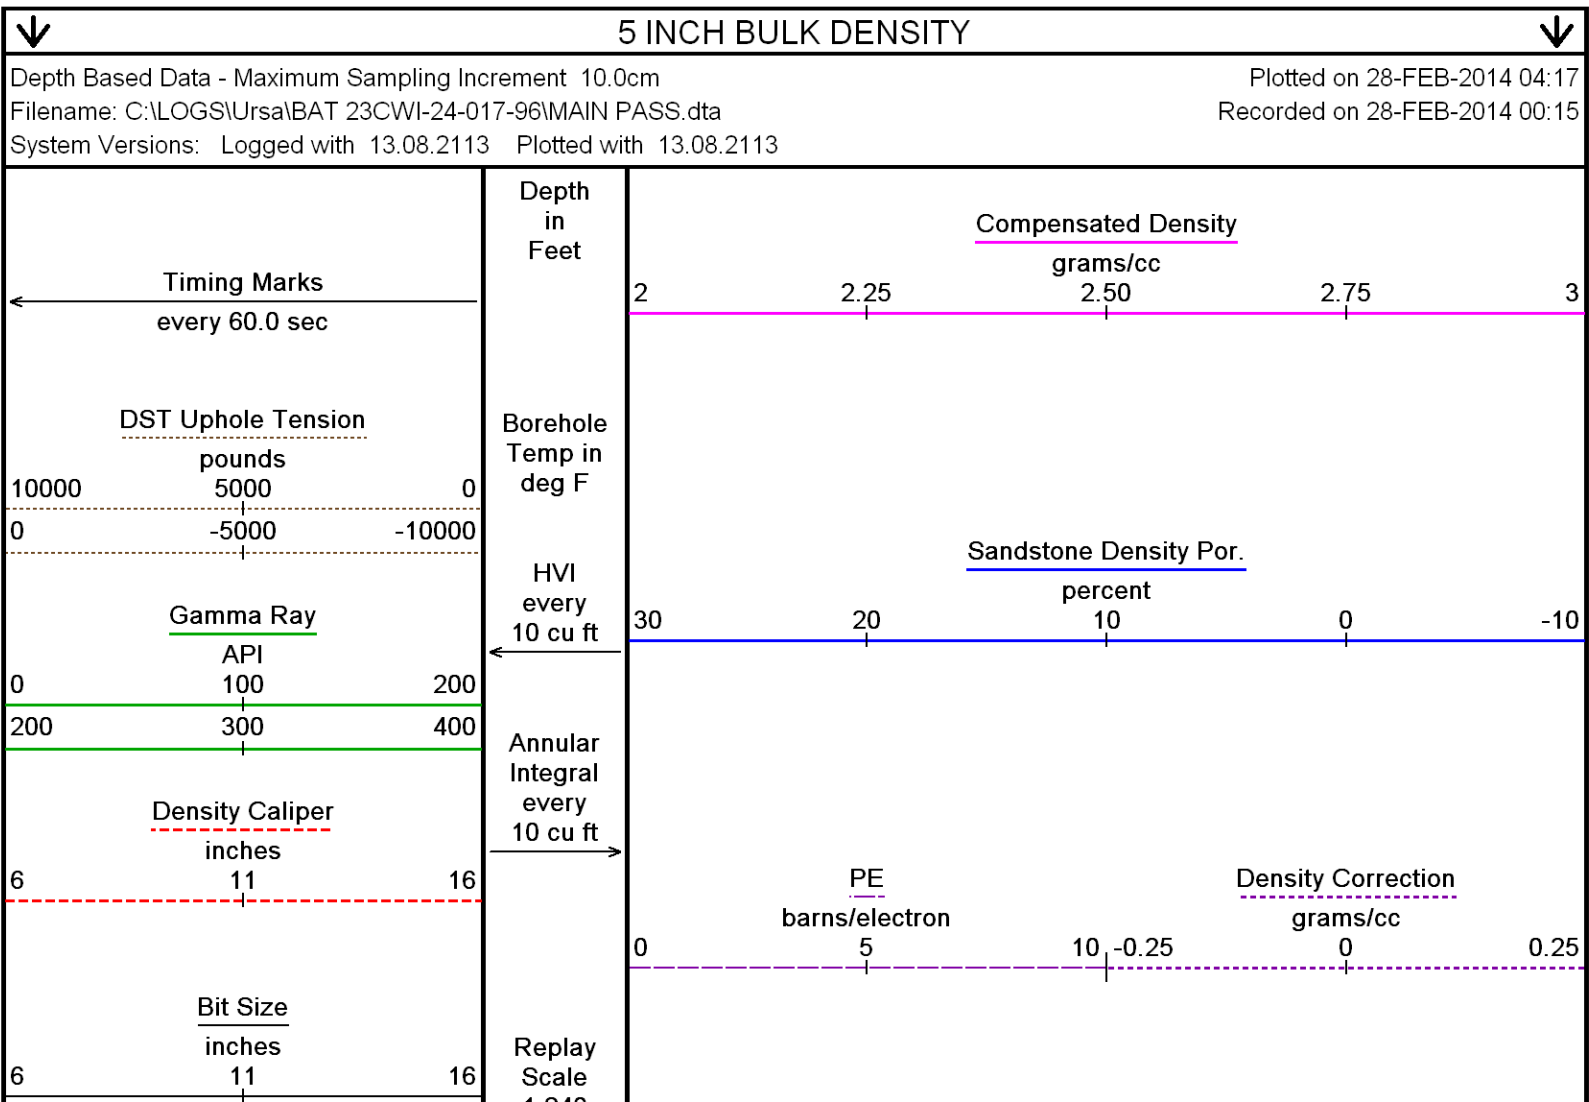 5 INCH BULK DENSITY
Depth Based Data - Maximum Sampling Increment 10.0cm
Plotted on 28-FEB-2014 04:17
Filename: C:\LOGS\Ursa\BAT 23CWI-24-017-96\MAIN PASS.dta
Recorded on 28-FEB-2014 00:15
System Versions: Logged with 13.08.2113 Plotted with 13.08.2113
Timing Marks
every 60.0 sec
DST Uphole Tension
pounds
10000 5000 0
0 -5000 -10000
Gamma Ray
API
0 100 200
200 300 400
Density Caliper
inches
6 11 16
Bit Size
inches
6 11 16
Depth
in
Feet
Borehole
Temp in
deg F
HVI
every
10 cu ft
Annular
Integral
every
10 cu ft
Replay
Scale
Compensated Density
grams/cc
2 2.25 2.50 2.75 3
Sandstone Density Por.
percent
30 20 10 0 -10
PE
barns/electron
0 5 10
Density Correction
grams/cc
-0.25 0 0.25